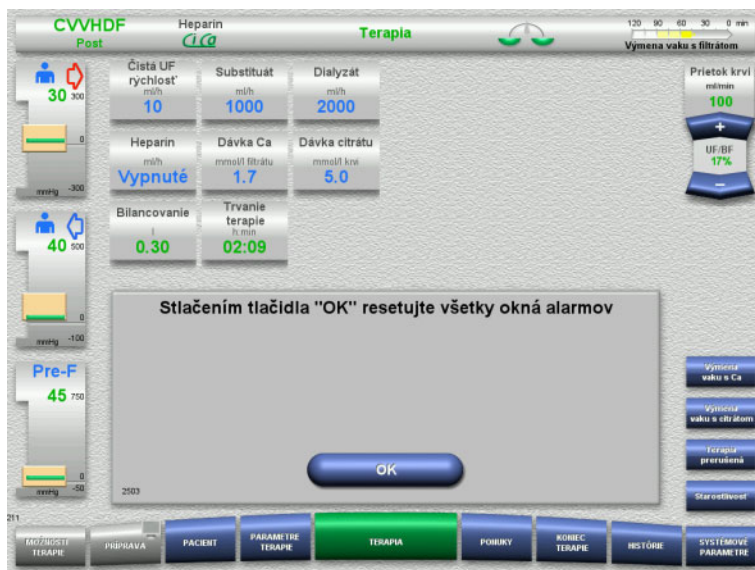 CVVHDF
Post
Heparin
CiCa
Terapia
120 90 60 30 0 min
Výmena vaku s filtrátom
30
300
0
mmHg
-300
40
500
0
mmHg
-100
Pre-F
45
750
0
mmHg
-50
Čistá UF
rýchlosť
ml/h
10
Substituát
ml/h
1000
Dialyzát
ml/h
2000
Heparin
ml/h
Vypnuté
Dávka Ca
mmol/l filtrátu
1.7
Dávka citrátu
mmol/l krvi
5.0
Bilancovanie
l
0.30
Trvanie
terapie
h:min
02:09
Prietok krvi
ml/min
100
+
UF/BF
17%
−
Stlačením tlačidla "OK" resetujte všetky okná alarmov
OK
2503
Výmena
vaku s Ca
Výmena
vaku s citrátom
Terapia
prerušená
Starostlivosť
211
MOŽNOSTI
TERAPIE
PRÍPRAVA
PACIENT
PARAMETRE
TERAPIE
TERAPIA
PONUKY
KONIEC
TERAPIE
HISTÓRIE
SYSTÉMOVÉ
PARAMETRE